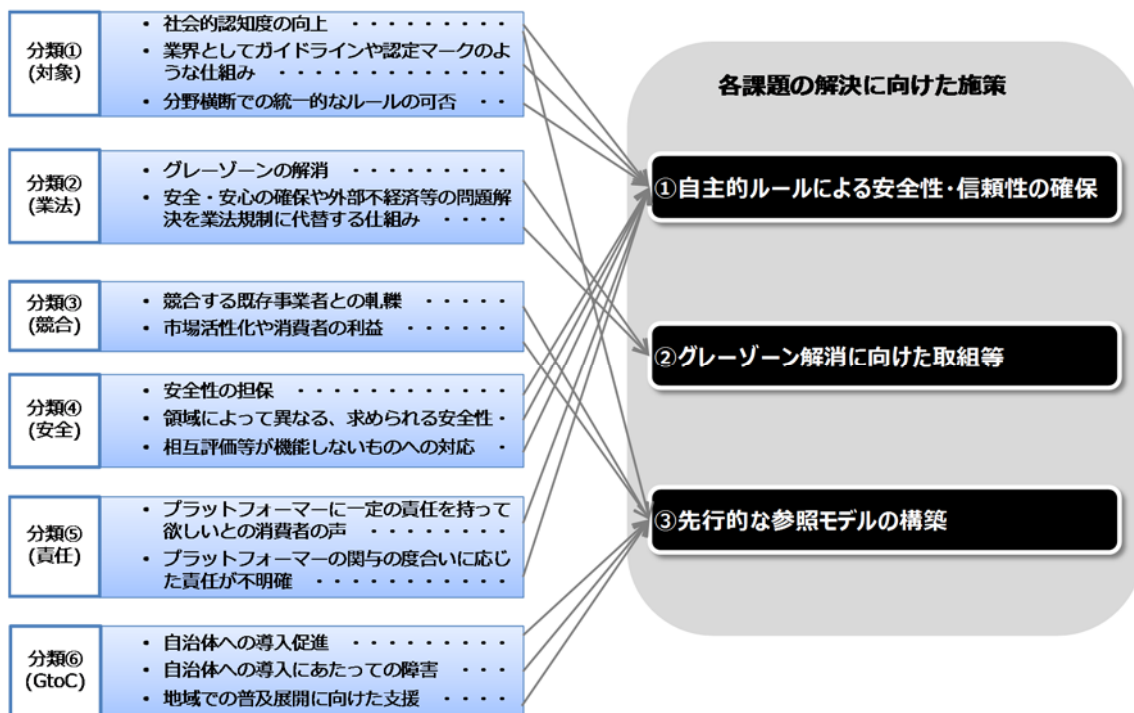 分類①
(対象)
・ 社会的認知度の向上 ・・・・・・・・・
・ 業界としてガイドラインや認定マークのよ
うな仕組み ・・・・・・・・・・・・・
・ 分野横断での統一的なルールの可否 ・・
分類②
(業法)
・ グレーゾーンの解消 ・・・・・・・・・
・ 安全・安心の確保や外部不経済等の問題解
決を業法規制に代替する仕組み ・・・・
分類③
(競合)
・ 競合する既存事業者との軋轢 ・・・・・
・ 市場活性化や消費者の利益 ・・・・・・
分類④
(安全)
・ 安全性の担保 ・・・・・・・・・・・・
・ 領域によって異なる、求められる安全性・
・ 相互評価等が機能しないものへの対応 ・
分類⑤
(責任)
・ プラットフォーマーに一定の責任を持って
欲しいとの消費者の声 ・・・・・・・・
・ プラットフォーマーの関与の度合いに応じ
た責任が不明確 ・・・・・・・・・・・
分類⑥
(GtoC)
・ 自治体への導入促進 ・・・・・・・・・
・ 自治体への導入にあたっての障害 ・・・・
・ 地域での普及展開に向けた支援 ・・・・
各課題の解決に向けた施策
①自主的ルールによる安全性・信頼性の確保
②グレーゾーン解消に向けた取組等
③先行的な参照モデルの構築